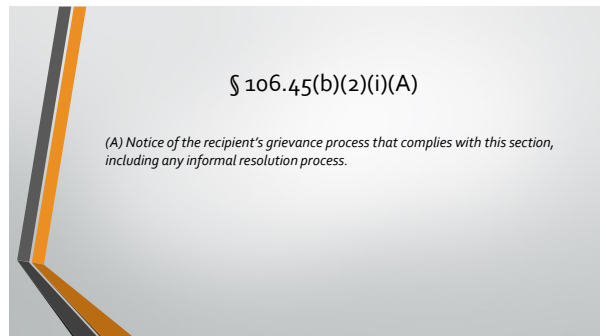 § 106.45(b)(2)(i)(A)
(A) Notice of the recipient’s grievance process that complies with this section,
including any informal resolution process.